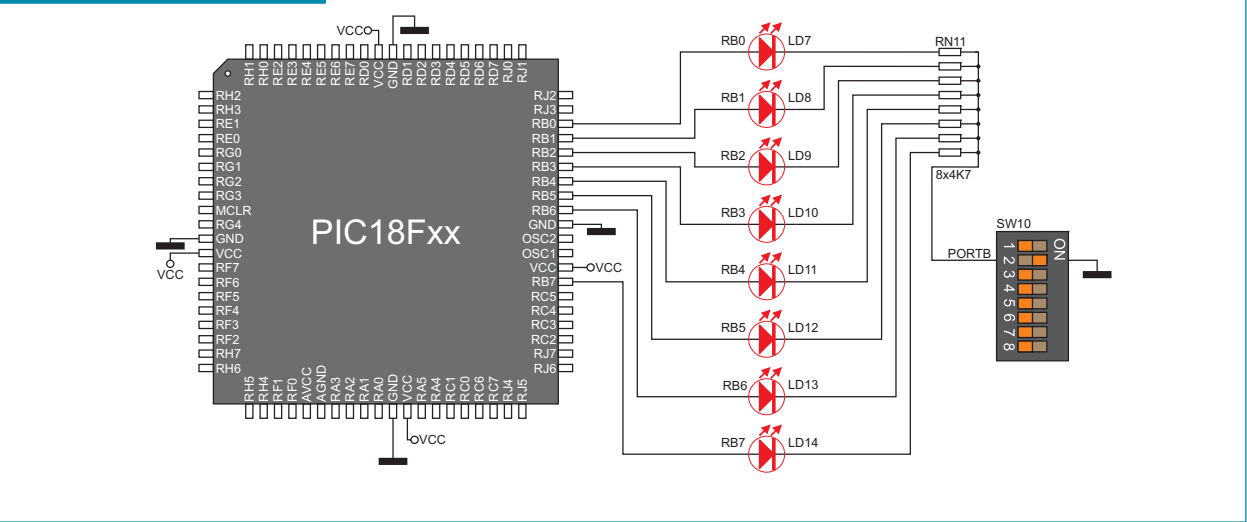 VCC
RH1
RH0
RE2
RE3
RE4
RE5
RE6
RE7
RD0
VCC
GND
RD1
RD2
RD3
RD4
RD5
RD6
RD7
RJ0
RJ1
RH2
RH3
RE1
RE0
RG0
RG1
RG2
RG3
MCLR
RG4
GND
VCC
RF7
RF6
RF5
RF4
RF3
RF2
RH7
RH6
VCC
PIC18Fxx
RJ2
RJ3
RB0
RB1
RB2
RB3
RB4
RB5
RB6
GND
OSC2
OSC1
VCC
RB7
RC5
RC4
RC3
RC2
RJ7
RJ6
VCC
RH5
RH4
RF1
RF0
AVCC
AGND
RA3
RA2
RA1
RA0
GND
VCC
RA5
RA4
RC1
RC0
RC6
RC7
RJ4
RJ5
VCC
RB0 LD7
RB1 LD8
RB2 LD9
RB3 LD10
RB4 LD11
RB5 LD12
RB6 LD13
RB7 LD14
RN11
8x4K7
SW10
PORTB
ON
1
2
3
4
5
6
7
8